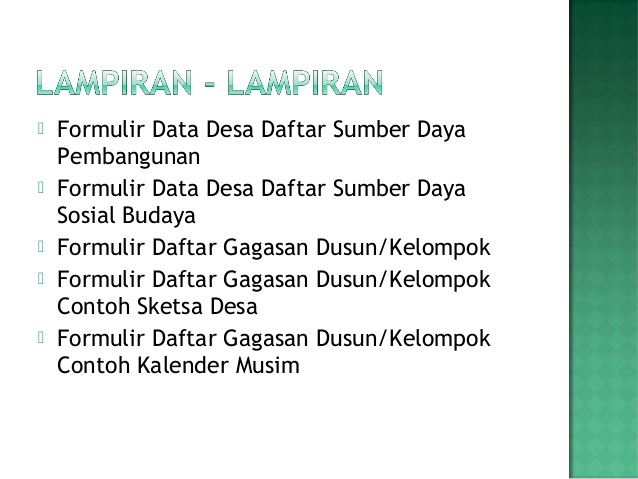 LAMPIRAN - LAMPIRAN
Formulir Data Desa Daftar Sumber Daya
Pembangunan
Formulir Data Desa Daftar Sumber Daya
Sosial Budaya
Formulir Daftar Gagasan Dusun/Kelompok
Formulir Daftar Gagasan Dusun/Kelompok
Contoh Sketsa Desa
Formulir Daftar Gagasan Dusun/Kelompok
Contoh Kalender Musim